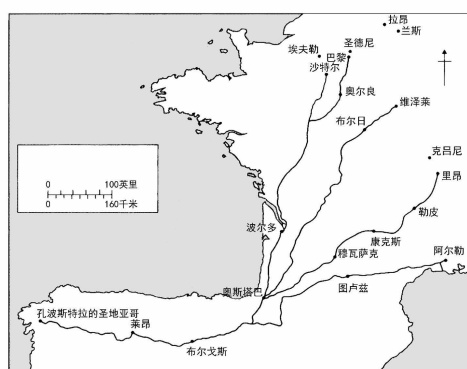 拉昂
兰斯
圣德尼
埃夫勒
巴黎
沙特尔
奥尔良
维泽莱
布尔日
克吕尼
里昂
0 100英里
0 160千米
勒皮
波尔多
康克斯
穆瓦萨克
阿尔勒
图卢兹
奥斯塔巴
孔波斯特拉的圣地亚哥
莱昂
布尔戈斯